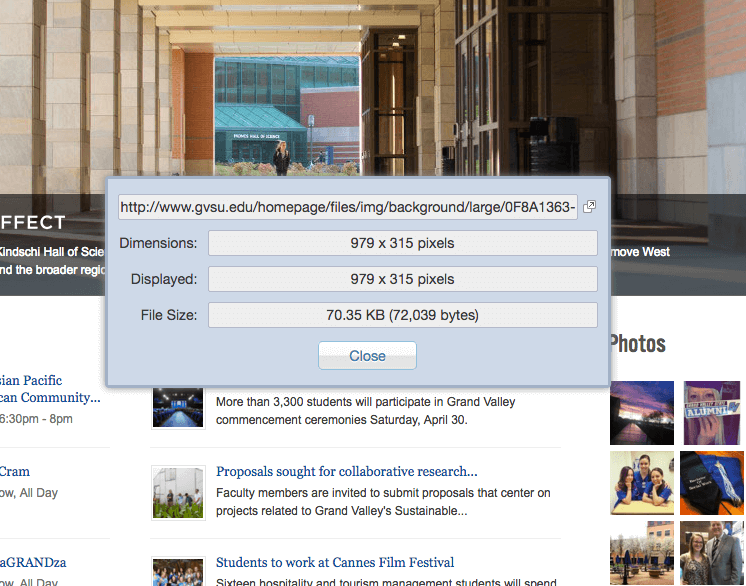 PADNOS HALL OF SCIENCE
FFECT
Kindschi Hall of Scie
move West
nd the broader regio
http://www.gvsu.edu/homepage/files/img/background/large/0F8A1363-
Dimensions: 979 x 315 pixels
Displayed: 979 x 315 pixels
File Size: 70.35 KB (72,039 bytes)
Close
Photos
sian Pacific
can Community...
6:30pm - 8pm
More than 3,300 students will participate in Grand Valley
commencement ceremonies Saturday, April 30.
ALUMNI
Cram
ow, All Day
Proposals sought for collaborative research...
Faculty members are invited to submit proposals that center on
projects related to Grand Valley's Sustainable...
aGRANDza
ow, All Day
Students to work at Cannes Film Festival
Sixteen hospitality and tourism management students will spend